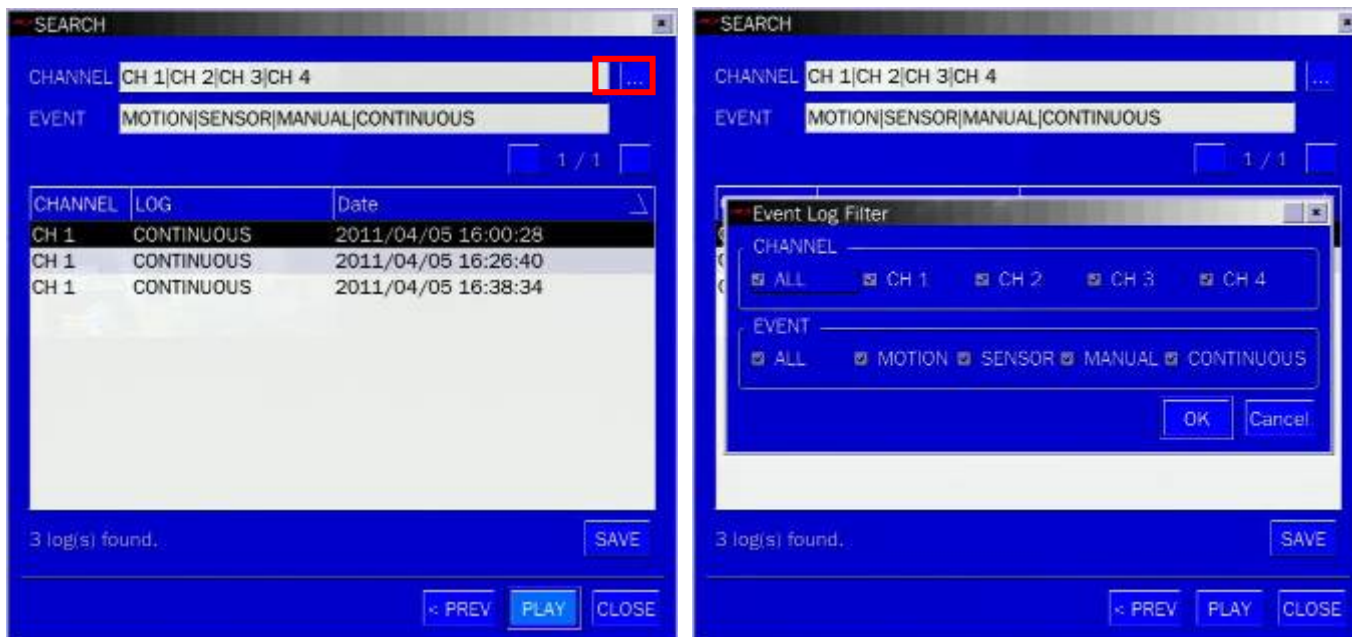 SEARCH
CHANNEL CH 1|CH 2|CH 3|CH 4 ...
EVENT MOTION|SENSOR|MANUAL|CONTINUOUS
1 / 1
CHANNEL LOG Date
CH 1 CONTINUOUS 2011/04/05 16:00:28
CH 1 CONTINUOUS 2011/04/05 16:26:40
CH 1 CONTINUOUS 2011/04/05 16:38:34
3 log(s) found.
SAVE
< PREV PLAY CLOSE
SEARCH
CHANNEL CH 1|CH 2|CH 3|CH 4 ...
EVENT MOTION|SENSOR|MANUAL|CONTINUOUS
1 / 1
Event Log Filter
CHANNEL
ALL CH 1 CH 2 CH 3 CH 4
EVENT
ALL MOTION SENSOR MANUAL CONTINUOUS
OK Cancel
3 log(s) found.
SAVE
< PREV PLAY CLOSE